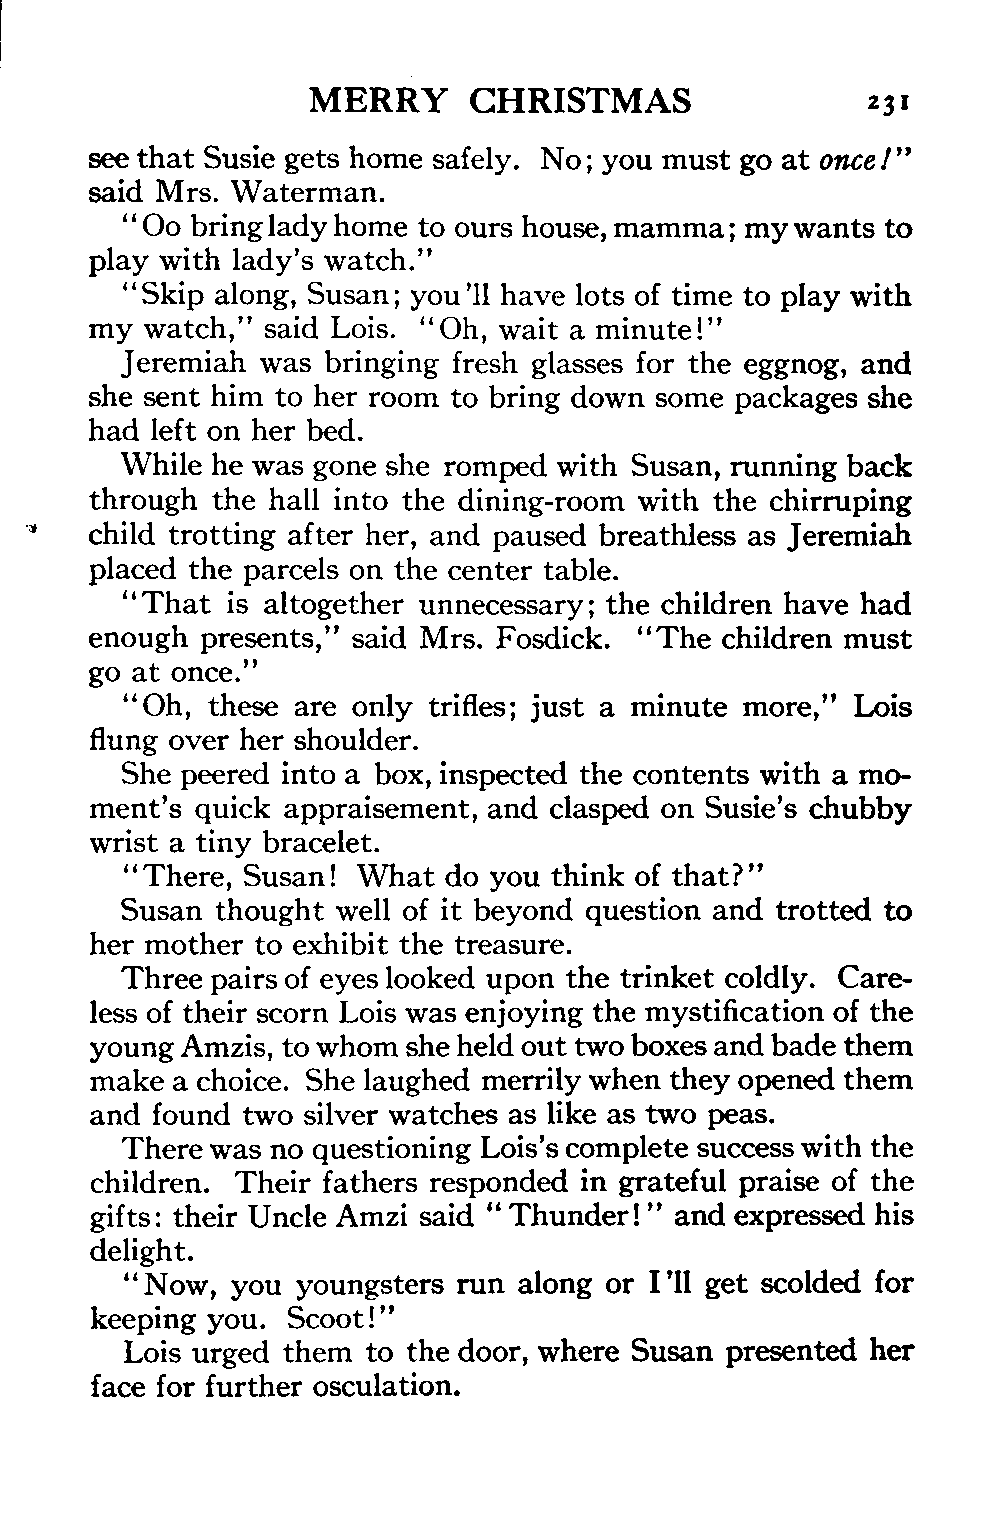 MERRY CHRISTMAS 231
see that Susie gets home safely. No; you must go at once!"
said Mrs. Waterman.
"Oo bring lady home to ours house, mamma; my wants to
play with lady's watch."
"Skip along, Susan; you'll have lots of time to play with
my watch," said Lois. "Oh, wait a minute!"
Jeremiah was bringing fresh glasses for the eggnog, and
she sent him to her room to bring down some packages she
had left on her bed.
While he was gone she romped with Susan, running back
through the hall into the dining-room with the chirruping
child trotting after her, and paused breathless as Jeremiah
placed the parcels on the center table.
"That is altogether unnecessary; the children have had
enough presents," said Mrs. Fosdick. "The children must
go at once."
"Oh, these are only trifles; just a minute more," Lois
flung over her shoulder.
She peered into a box, inspected the contents with a mo-
ment's quick appraisement, and clasped on Susie's chubby
wrist a tiny bracelet.
"There, Susan! What do you think of that?"
Susan thought well of it beyond question and trotted to
her mother to exhibit the treasure.
Three pairs of eyes looked upon the trinket coldly. Care-
less of their scorn Lois was enjoying the mystification of the
young Amzis, to whom she held out two boxes and bade them
make a choice. She laughed merrily when they opened them
and found two silver watches as like as two peas.
There was no questioning Lois's complete success with the
children. Their fathers responded in grateful praise of the
gifts: their Uncle Amzi said "Thunder!" and expressed his
delight.
"Now, you youngsters run along or I'll get scolded for
keeping you. Scoot!"
Lois urged them to the door, where Susan presented her
face for further osculation.